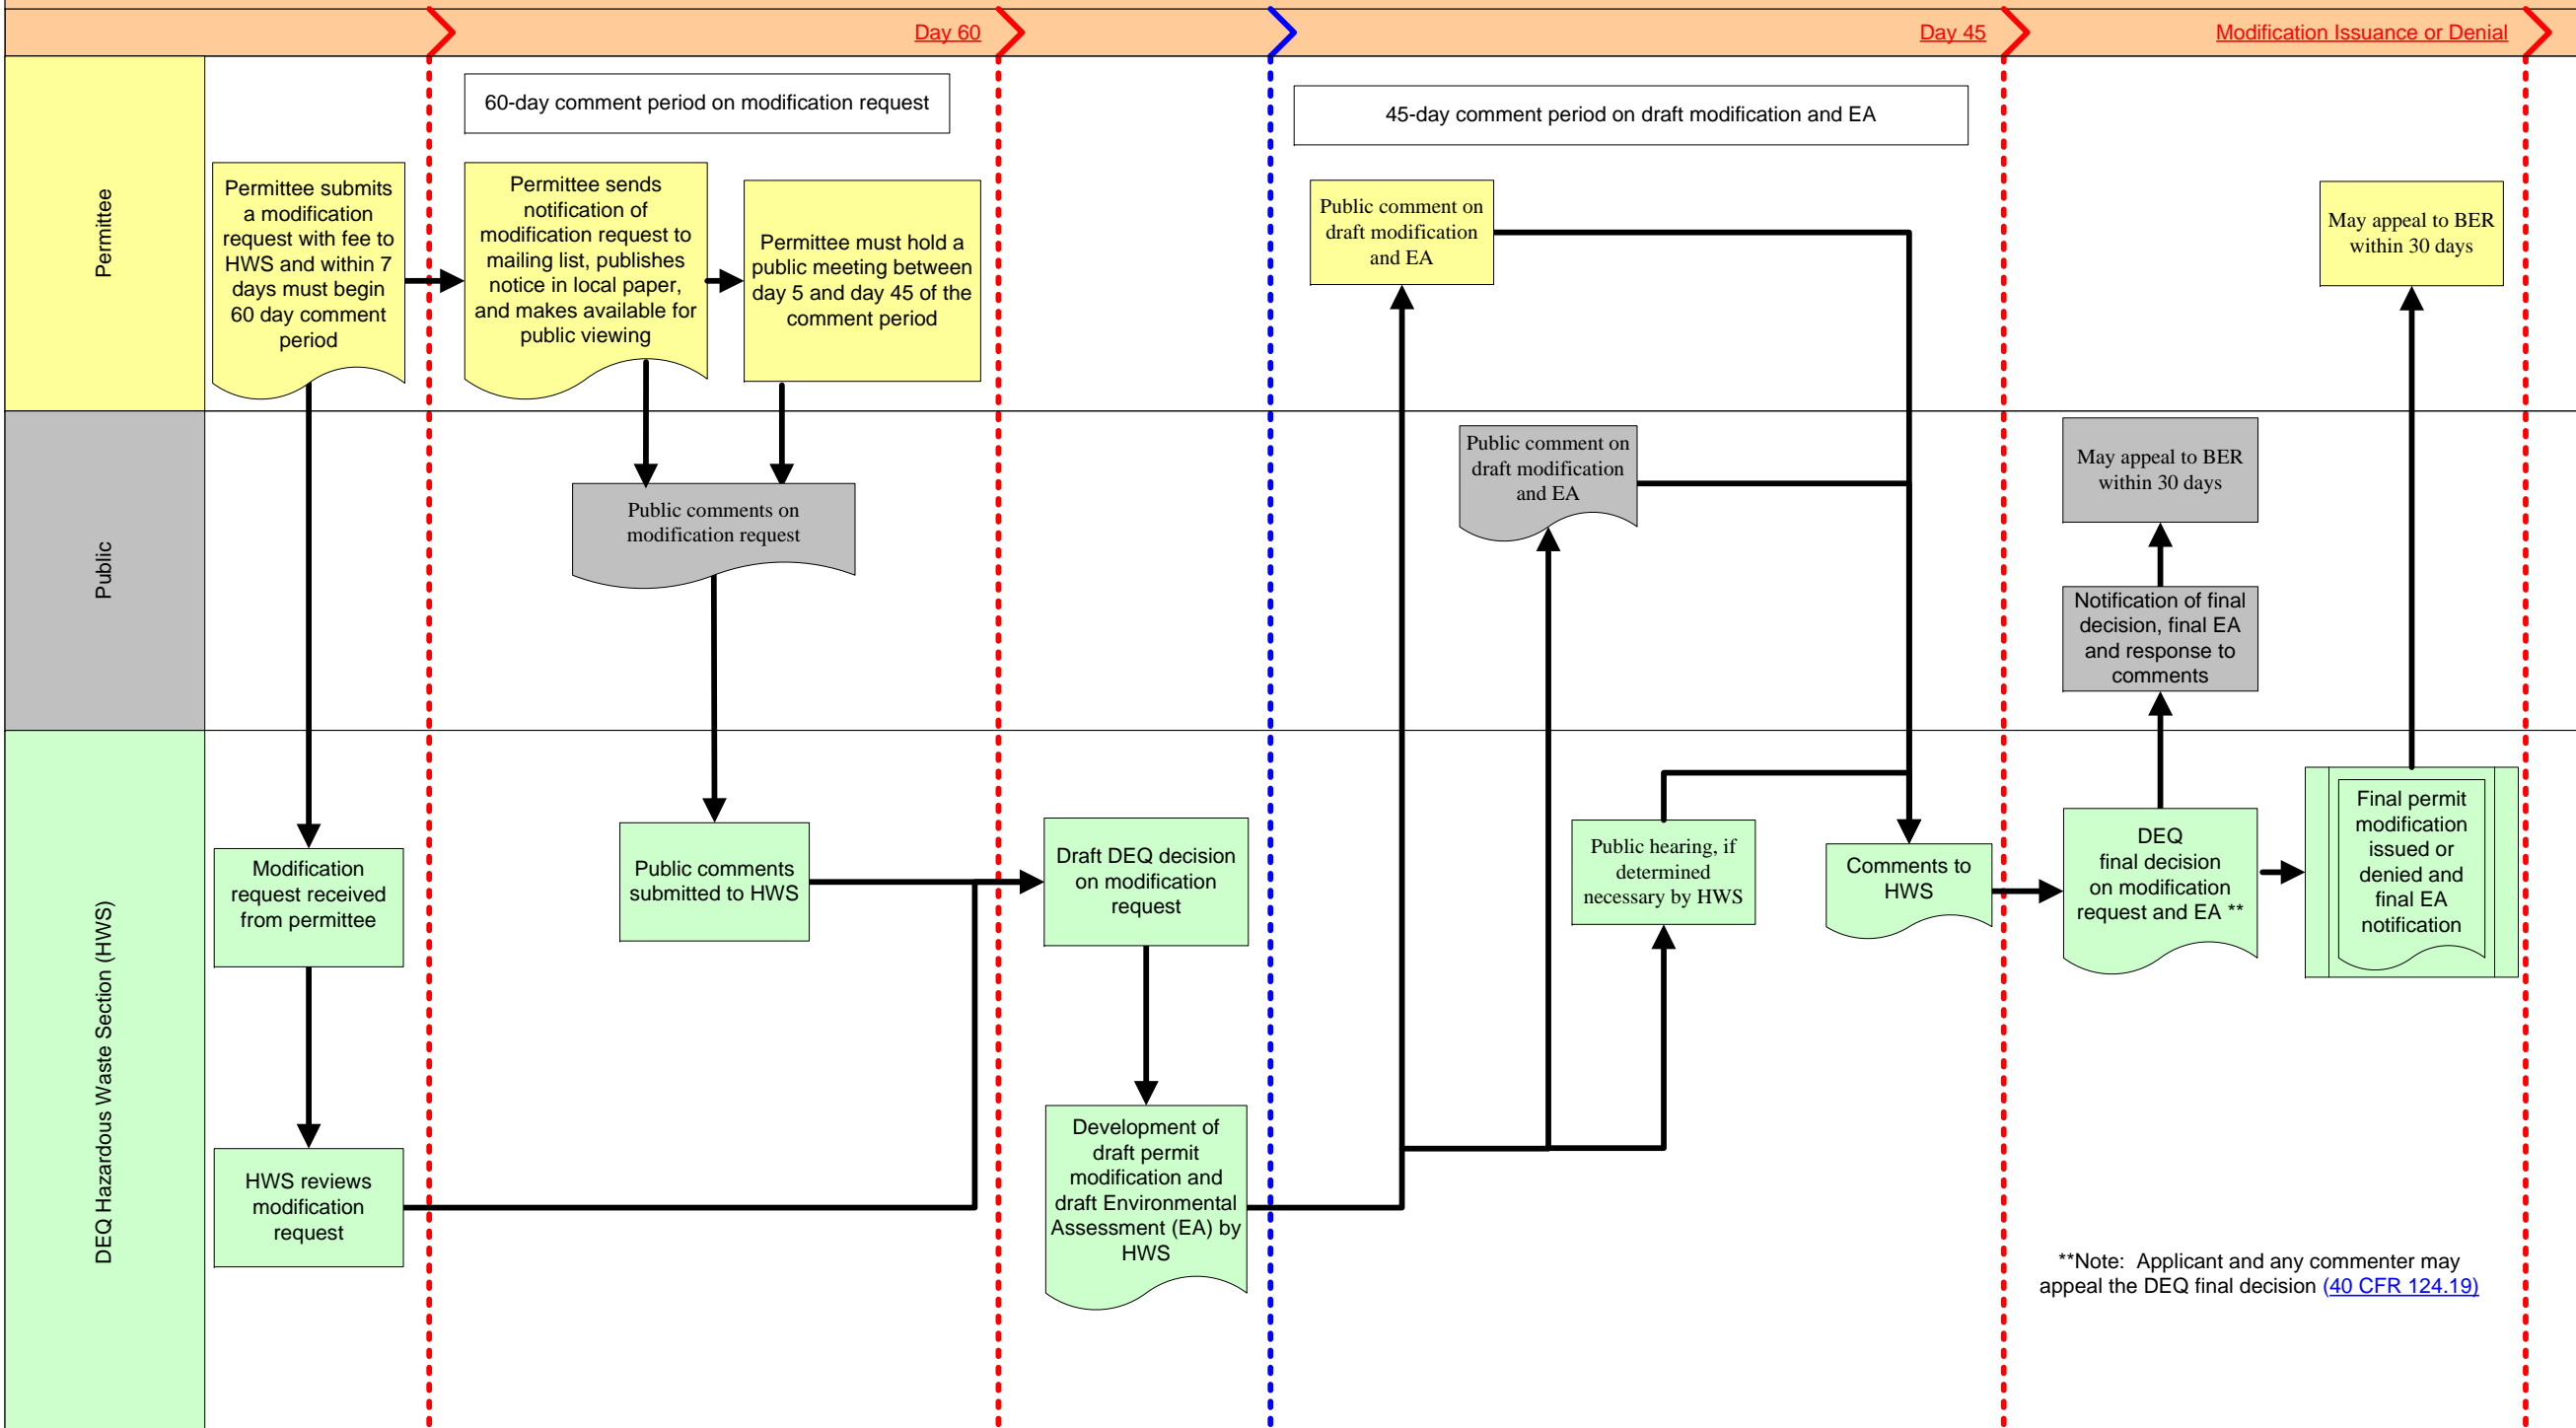 Day 60
Day 45
Modification Issuance or Denial
60-day comment period on modification request
45-day comment period on draft modification and EA
Permittee
Permittee submits
a modification
request with fee to
HWS and within 7
days must begin
60 day comment
period
Permittee sends
notification of
modification request to
mailing list, publishes
notice in local paper,
and makes available for
public viewing
Permittee must hold a
public meeting between
day 5 and day 45 of the
comment period
Public comment on
draft modification
and EA
May appeal to BER
within 30 days
Public
Public comments on
modification request
Public comment on
draft modification
and EA
May appeal to BER
within 30 days
Notification of final
decision, final EA
and response to
comments
DEQ Hazardous Waste Section (HWS)
Modification
request received
from permittee
HWS reviews
modification
request
Public comments
submitted to HWS
Draft DEQ decision
on modification
request
Development of
draft permit
modification and
draft Environmental
Assessment (EA) by
HWS
Public hearing, if
determined
necessary by HWS
Comments to
HWS
DEQ
final decision
on modification
request and EA **
Final permit
modification
issued or
denied and
final EA
notification
**Note:  Applicant and any commenter may
appeal the DEQ final decision (40 CFR 124.19)